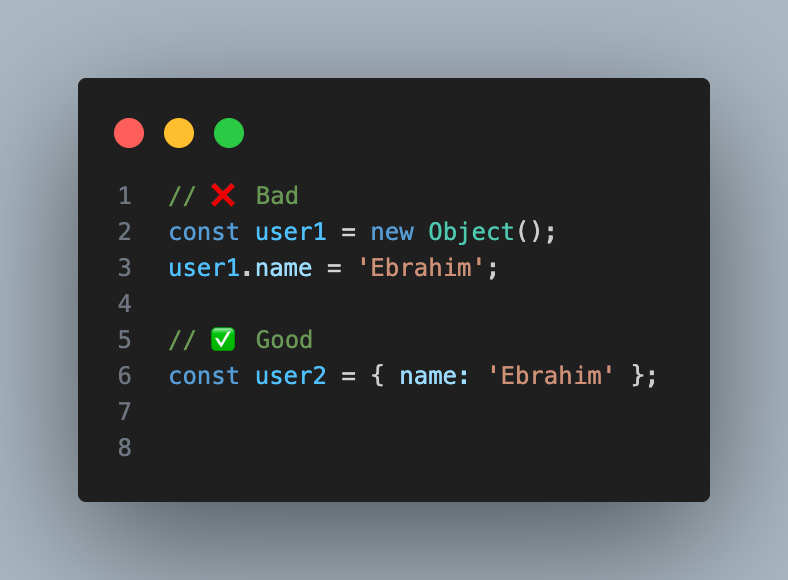 1 // ❌ Bad
2 const user1 = new Object();
3 user1.name = 'Ebrahim';
4
5 // ✅ Good
6 const user2 = { name: 'Ebrahim' };
7
8